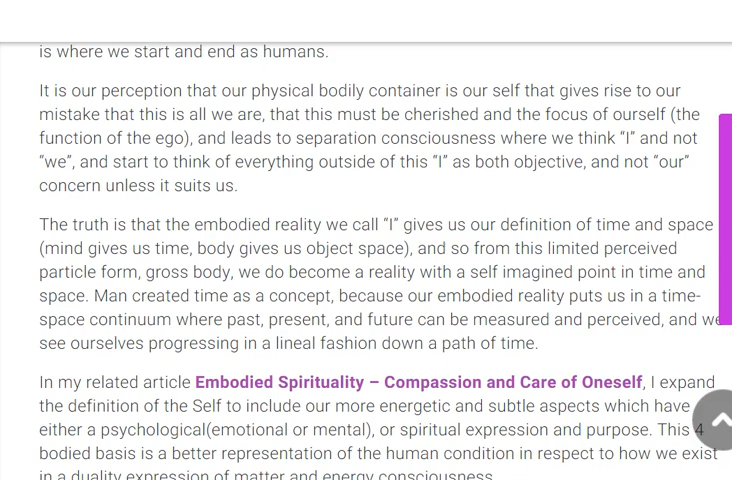 is where we start and end as humans.
It is our perception that our physical bodily container is our self that gives rise to our
mistake that this is all we are, that this must be cherished and the focus of ourself (the
function of the ego), and leads to separation consciousness where we think “I” and not
“we”, and start to think of everything outside of this “I” as both objective, and not “our”
concern unless it suits us.
The truth is that the embodied reality we call “I” gives us our definition of time and space
(mind gives us time, body gives us object space), and so from this limited perceived
particle form, gross body, we do become a reality with a self imagined point in time and
space. Man created time as a concept, because our embodied reality puts us in a time-
space continuum where past, present, and future can be measured and perceived, and we
see ourselves progressing in a lineal fashion down a path of time.
In my related article Embodied Spirituality – Compassion and Care of Oneself, I expand
the definition of the Self to include our more energetic and subtle aspects which have
either a psychological(emotional or mental), or spiritual expression and purpose. This 4
bodied basis is a better representation of the human condition in respect to how we exist
in a duality expression of matter and energy consciousness.